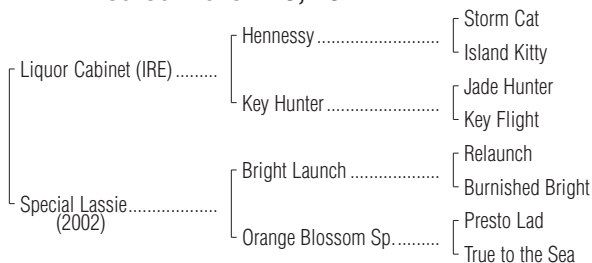 Storm Cat
Hennessy
Island Kitty
Liquor Cabinet (IRE)
Jade Hunter
Key Hunter
Key Flight
Relaunch
Bright Launch
Burnished Bright
Special Lassie
(2002)
Presto Lad
Orange Blossom Sp.
True to the Sea